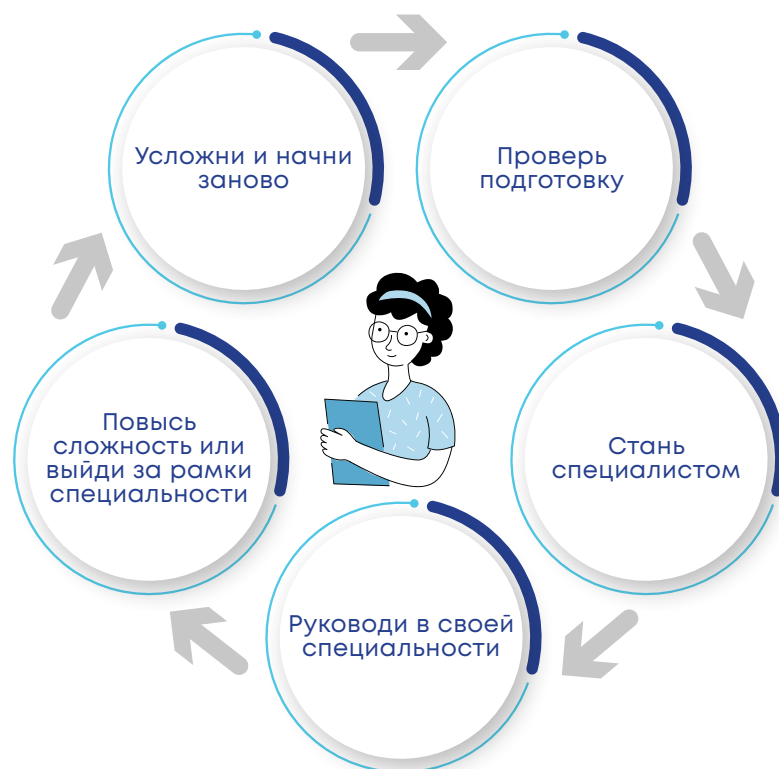 Усложни и начни
заново
Проверь
подготовку
Повысь
сложность или
выйди за рамки
специальности
Стань
специалистом
Руководи в своей
специальности